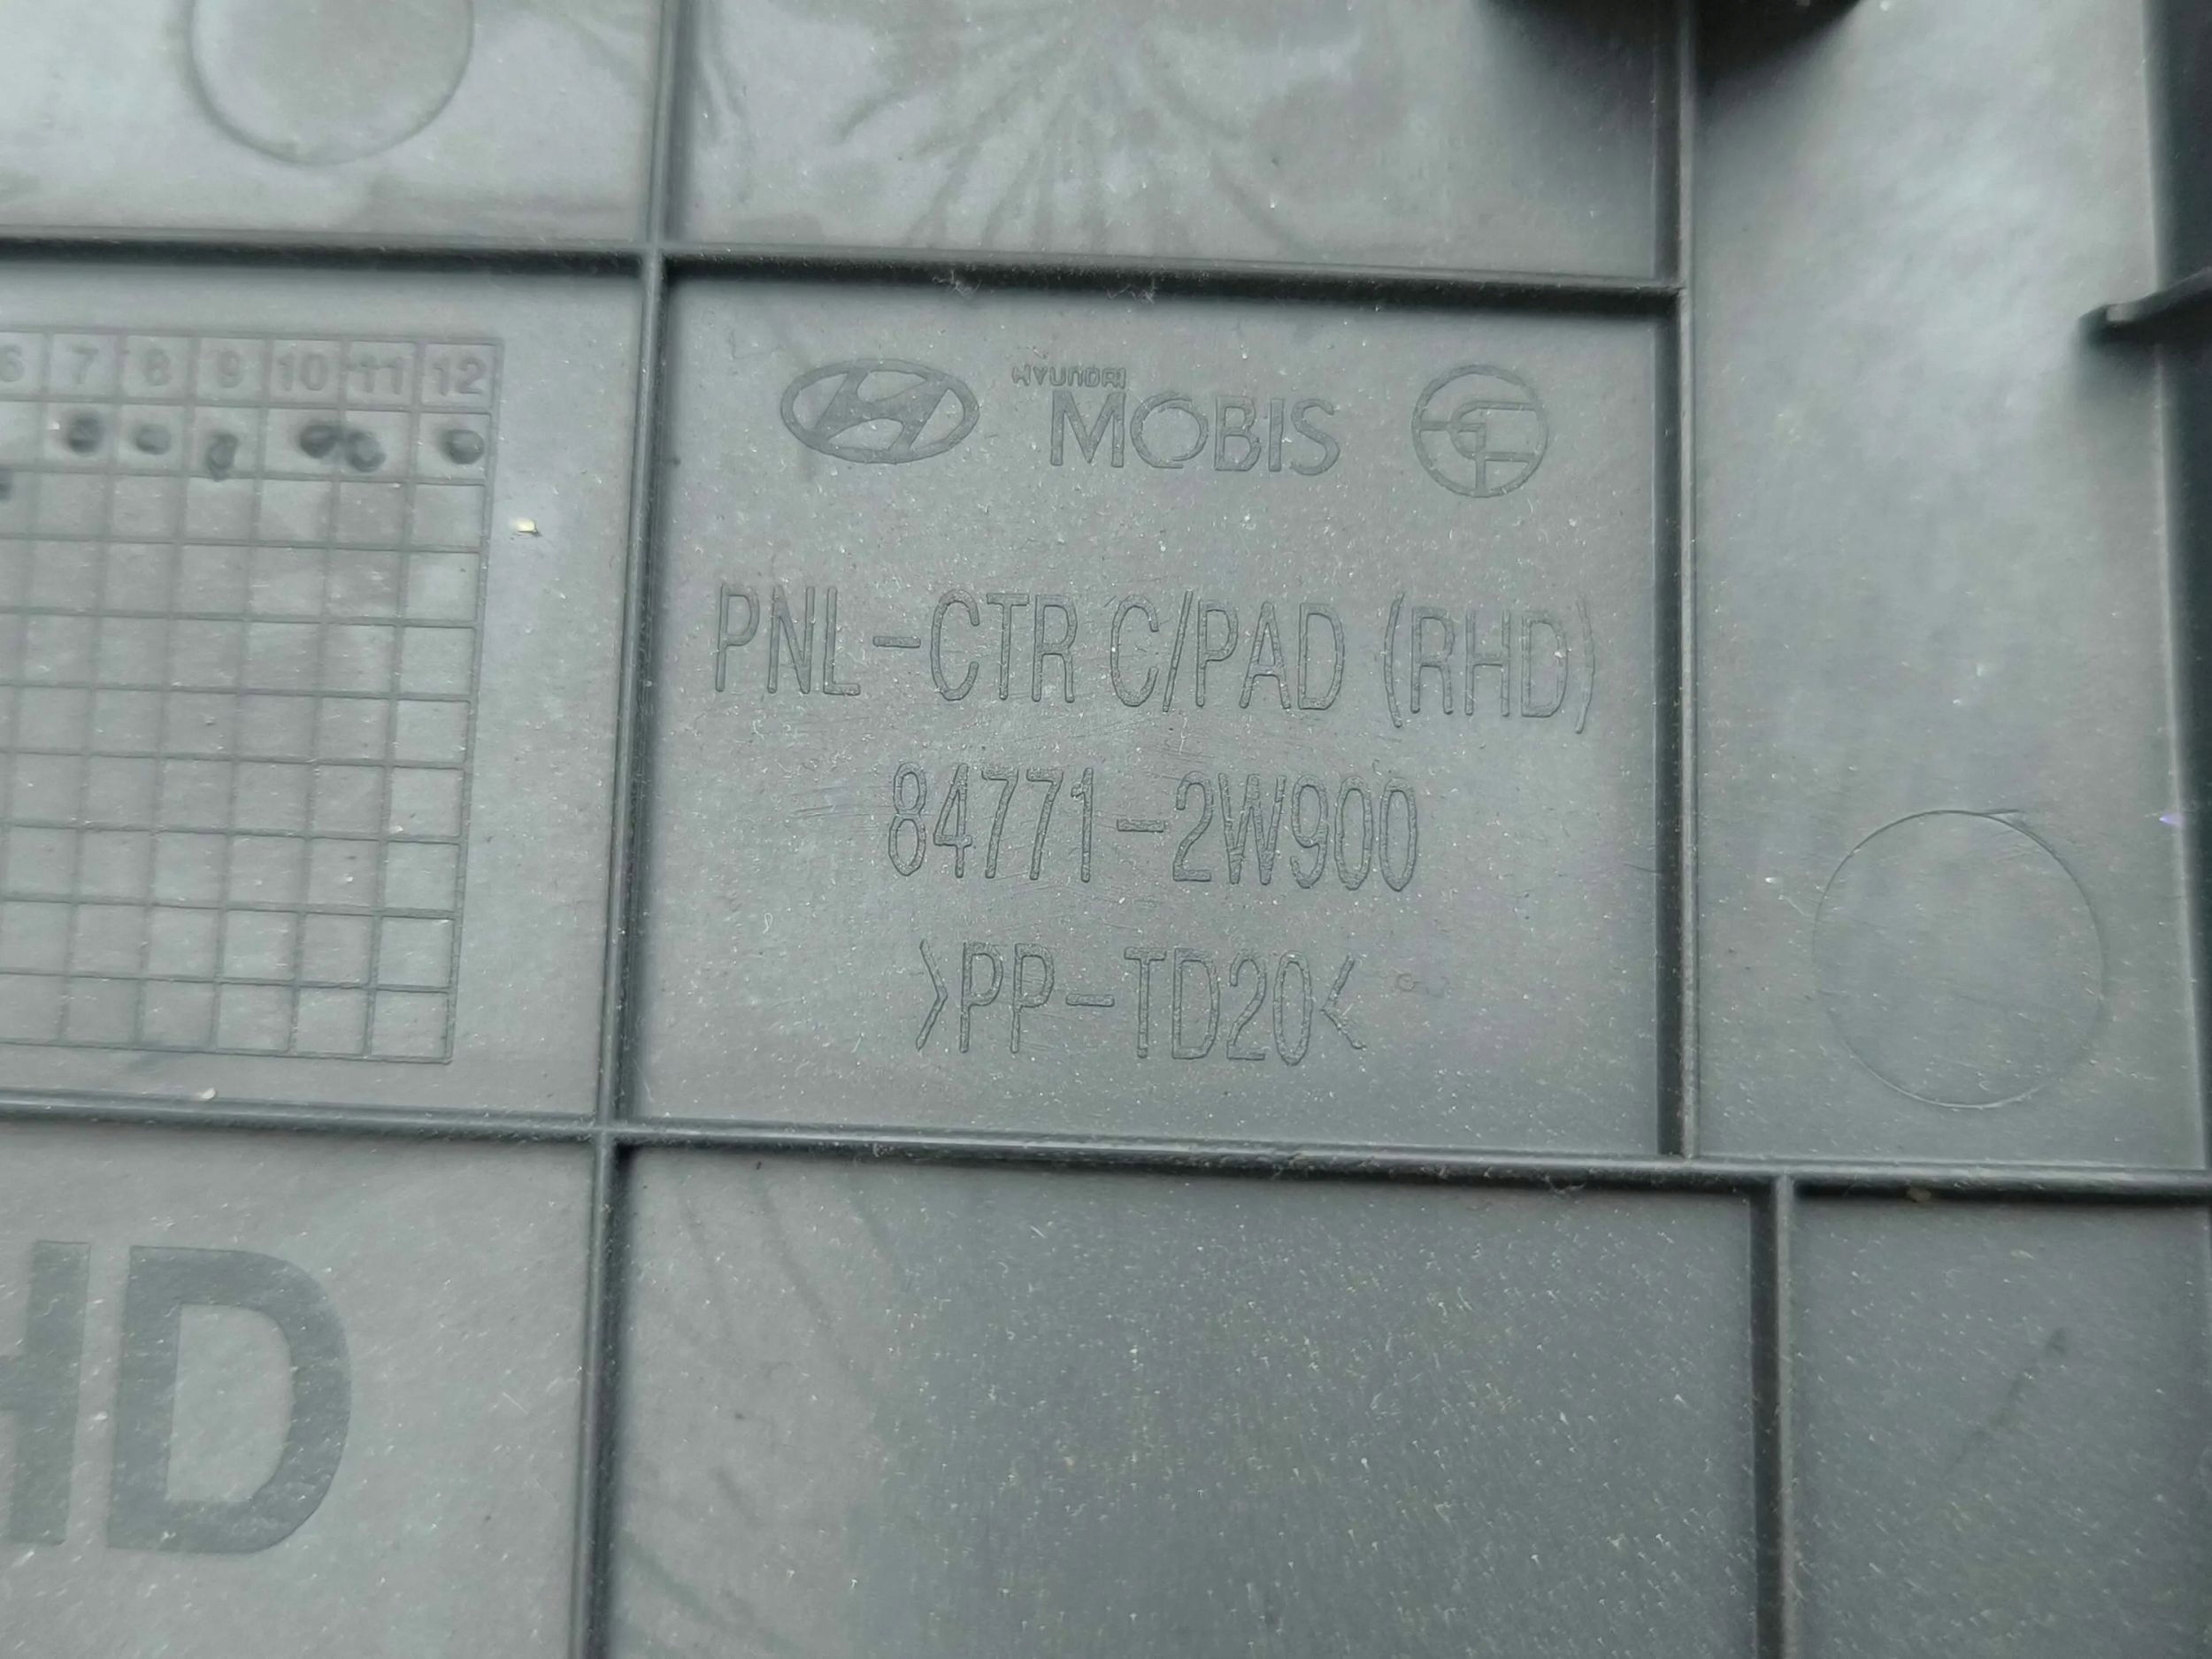 6 7 8 9 10 11 12
HYUNDAI
MOBIS
PNL-CTR C/PAD (RHD)
84771-2W900
>PP-TD20<
HD